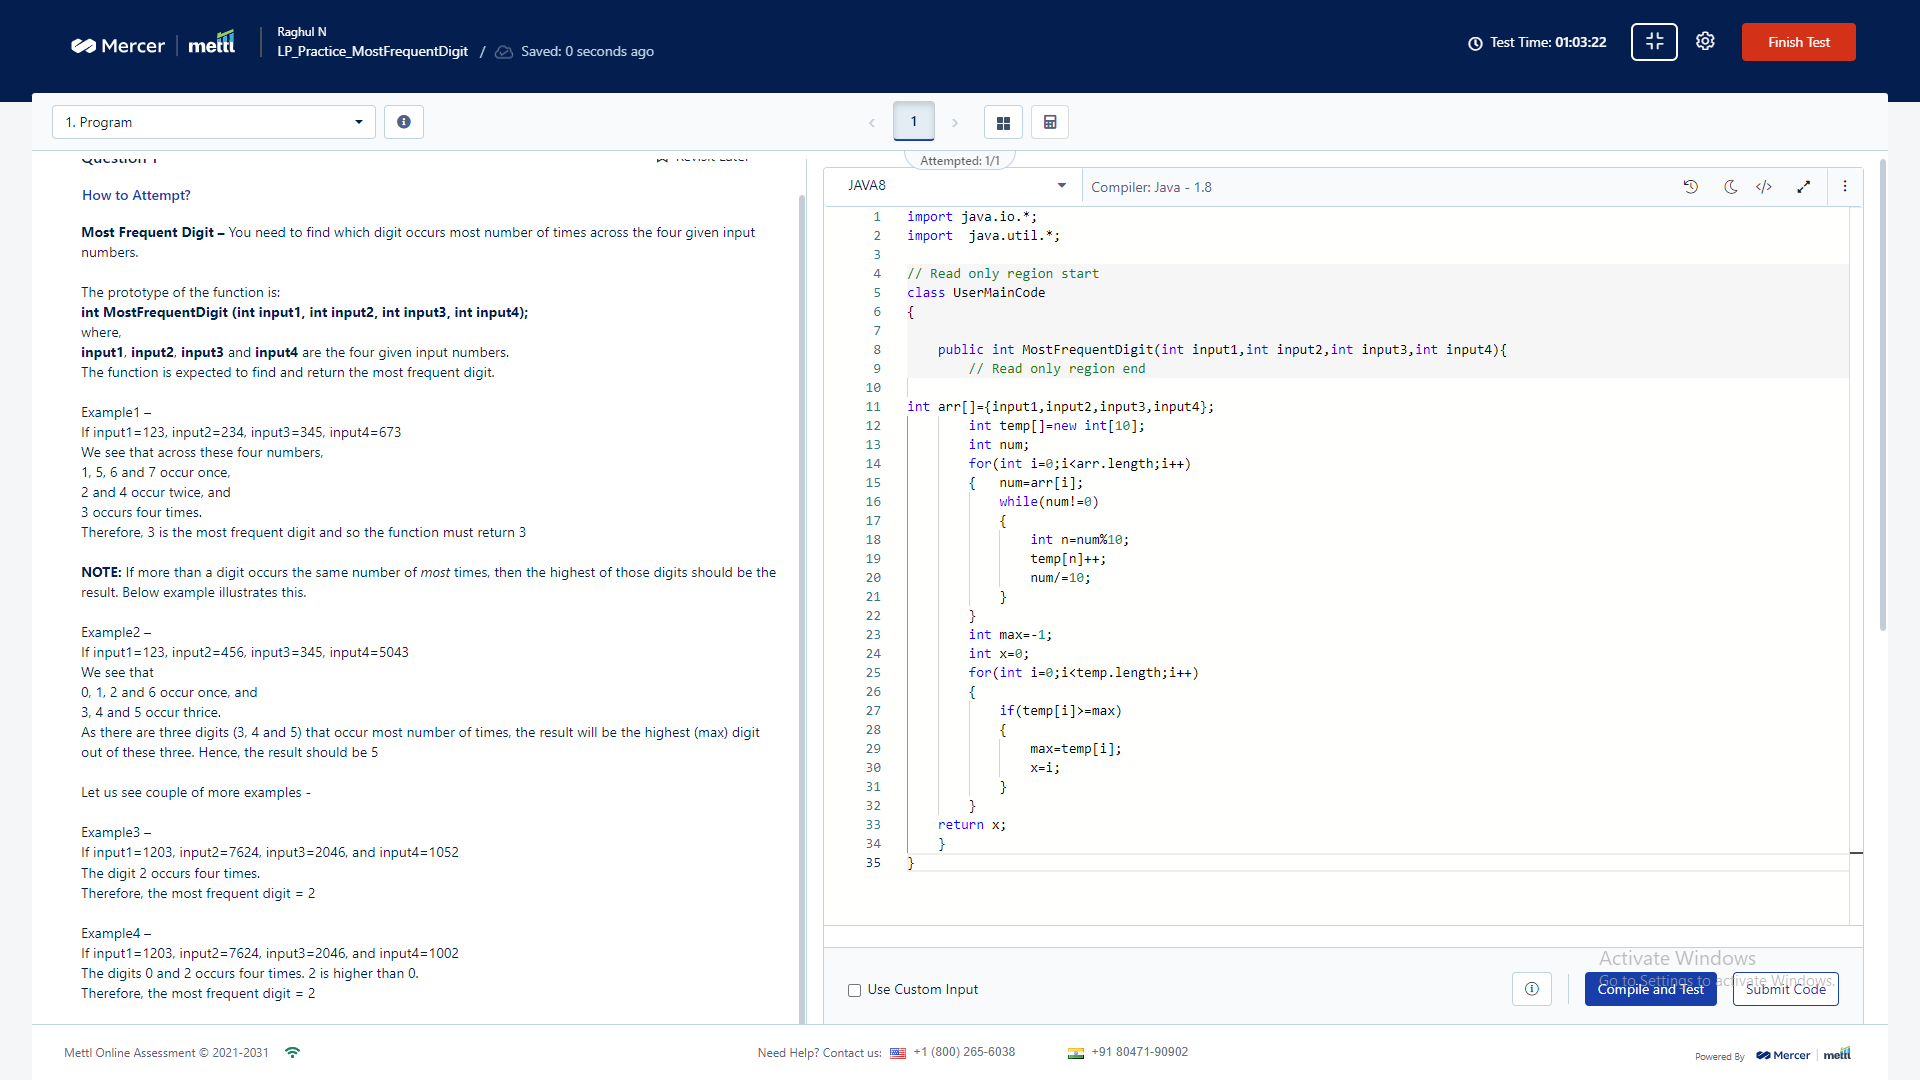 Mercer | mettl
Raghul N
LP_Practice_MostFrequentDigit / Saved: 0 seconds ago
Test Time: 01:03:22
Finish Test
1. Program
1
Attempted: 1/1
Question 1
Revisit Later
How to Attempt?
Most Frequent Digit – You need to find which digit occurs most number of times across the four given input
numbers.
The prototype of the function is:
int MostFrequentDigit (int input1, int input2, int input3, int input4);
where,
input1, input2, input3 and input4 are the four given input numbers.
The function is expected to find and return the most frequent digit.
Example1 –
If input1=123, input2=234, input3=345, input4=673
We see that across these four numbers,
1, 5, 6 and 7 occur once,
2 and 4 occur twice, and
3 occurs four times.
Therefore, 3 is the most frequent digit and so the function must return 3
NOTE: If more than a digit occurs the same number of most times, then the highest of those digits should be the
result. Below example illustrates this.
Example2 –
If input1=123, input2=456, input3=345, input4=5043
We see that
0, 1, 2 and 6 occur once, and
3, 4 and 5 occur thrice.
As there are three digits (3, 4 and 5) that occur most number of times, the result will be the highest (max) digit
out of these three. Hence, the result should be 5
Let us see couple of more examples -
Example3 –
If input1=1203, input2=7624, input3=2046, and input4=1052
The digit 2 occurs four times.
Therefore, the most frequent digit = 2
Example4 –
If input1=1203, input2=7624, input3=2046, and input4=1002
The digits 0 and 2 occurs four times. 2 is higher than 0.
Therefore, the most frequent digit = 2
JAVA8
Compiler: Java - 1.8
1 import java.io.*;
2 import  java.util.*;
3
4 // Read only region start
5 class UserMainCode
6 {
7
8     public int MostFrequentDigit(int input1,int input2,int input3,int input4){
9         // Read only region end
10
11 int arr[]={input1,input2,input3,input4};
12         int temp[]=new int[10];
13         int num;
14         for(int i=0;i<arr.length;i++)
15         {   num=arr[i];
16             while(num!=0)
17             {
18                 int n=num%10;
19                 temp[n]++;
20                 num/=10;
21             }
22         }
23         int max=-1;
24         int x=0;
25         for(int i=0;i<temp.length;i++)
26         {
27             if(temp[i]>=max)
28             {
29                 max=temp[i];
30                 x=i;
31             }
32         }
33     return x;
34     }
35 }
Use Custom Input
Activate Windows
Go to Settings to activate Windows.
Compile and Test
Submit Code
Mettl Online Assessment © 2021-2031
Need Help? Contact us: +1 (800) 265-6038
+91 80471-90902
Powered By Mercer | mettl